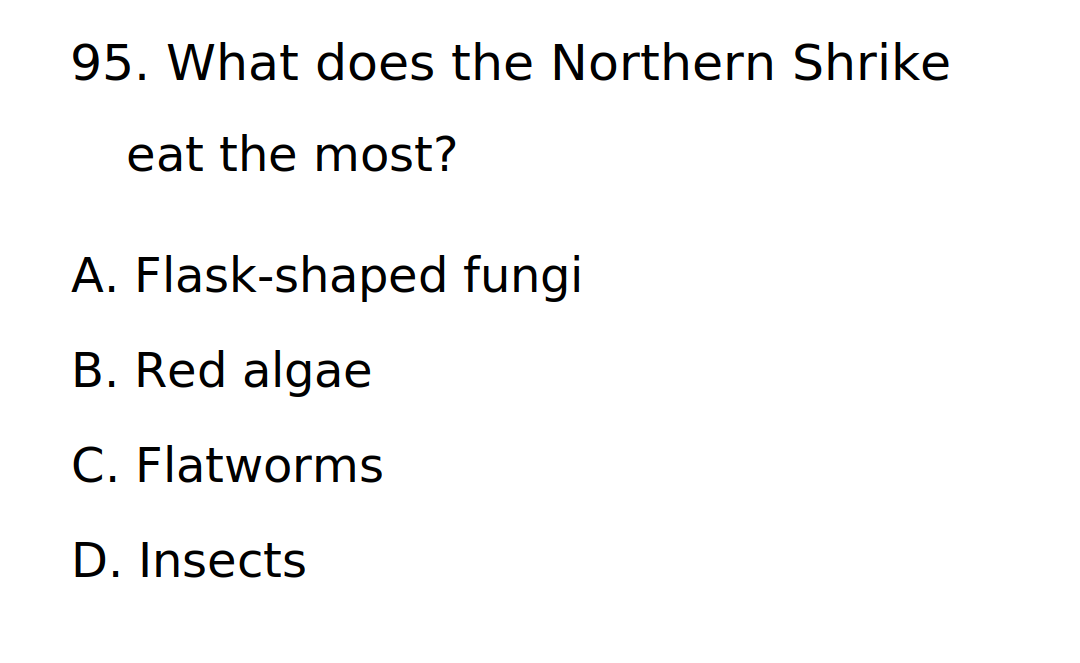 95. What does the Northern Shrike
eat the most?
A. Flask-shaped fungi
B. Red algae
C. Flatworms
D. Insects